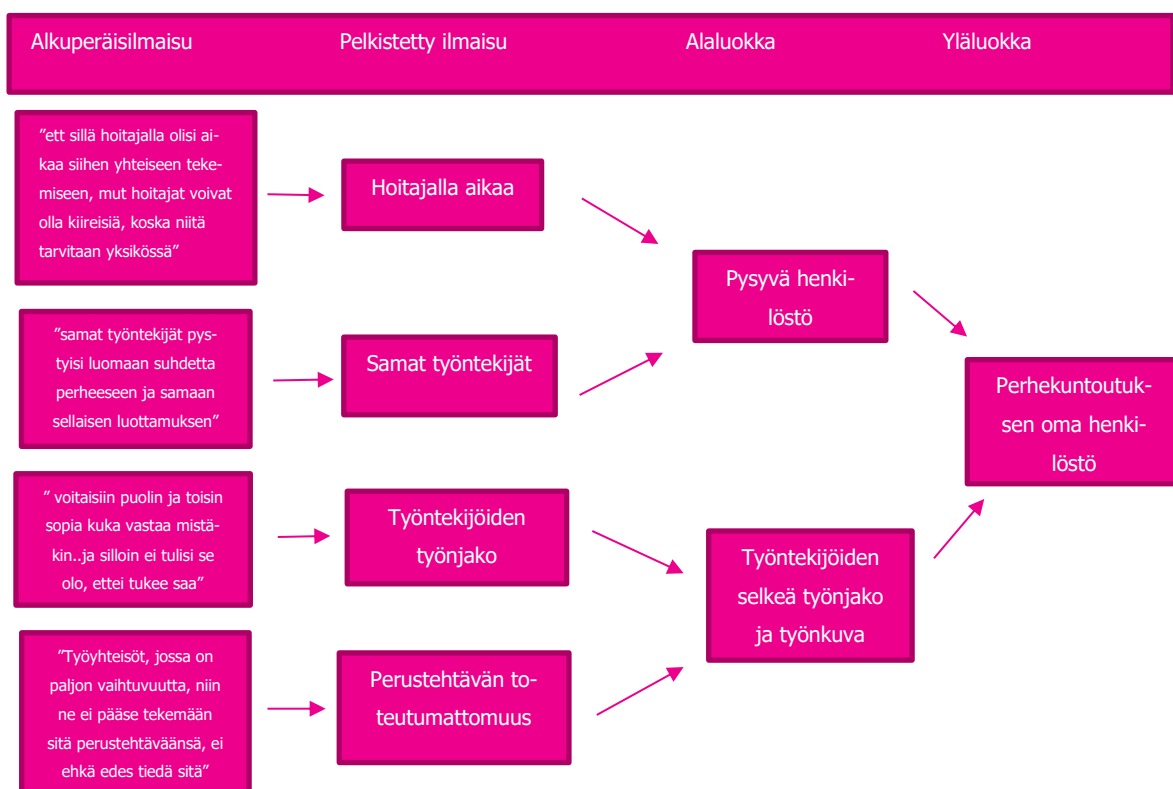 Alkuperäisilmaisu Pelkistetty ilmaisu Alaluokka Yläluokka
"ett sillä hoitajalla olisi ai-
kaa siihen yhteiseen teke-
miseen, mut hoitajat voivat
olla kiireisiä, koska niitä
tarvitaan yksikössä"
Hoitajalla aikaa
"samat työntekijät pys-
tyisi luomaan suhdetta
perheeseen ja samaan
sellaisen luottamuksen"
Samat työntekijät
Pysyvä henki-
löstö
" voitaisiin puolin ja toisin
sopia kuka vastaa mistä-
kin..ja silloin ei tulisi se
olo, ettei tukee saa"
Työntekijöiden
työnjako
"Työyhteisöt, jossa on
paljon vaihtuvuutta, niin
ne ei pääse tekemään
sitä perustehtäväänsä, ei
ehkä edes tiedä sitä"
Perustehtävän to-
teutumattomuus
Työntekijöiden
selkeä työnjako
ja työnkuva
Perhekuntoutuk-
sen oma henki-
löstö